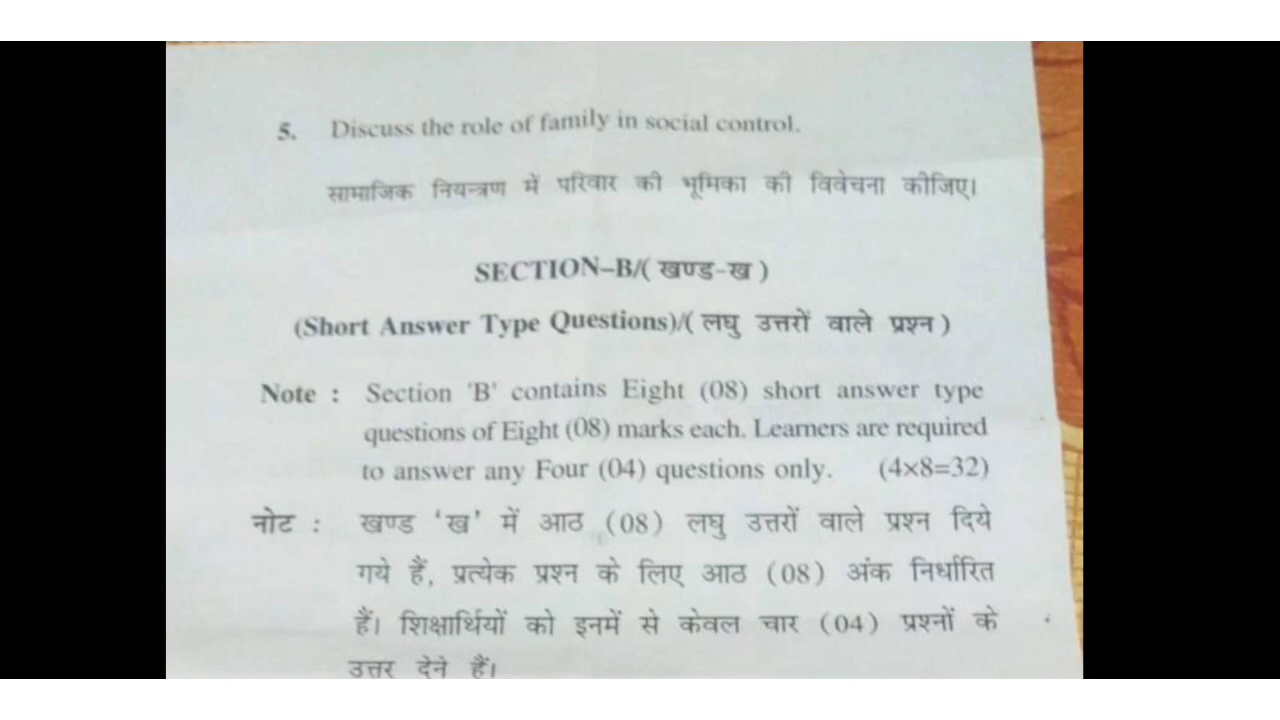 5. Discuss the role of family in social control.
सामाजिक नियन्त्रण में परिवार की भूमिका की विवेचना कीजिए।
SECTION–B/( खण्ड-ख )
(Short Answer Type Questions)/( लघु उत्तरों वाले प्रश्न )
Note : Section 'B' contains Eight (08) short answer type
questions of Eight (08) marks each. Learners are required
to answer any Four (04) questions only. (4×8=32)
नोट : खण्ड ‘ख’ में आठ (08) लघु उत्तरों वाले प्रश्न दिये
गये हैं, प्रत्येक प्रश्न के लिए आठ (08) अंक निर्धारित
हैं। शिक्षार्थियों को इनमें से केवल चार (04) प्रश्नों के
उत्तर देने हैं।